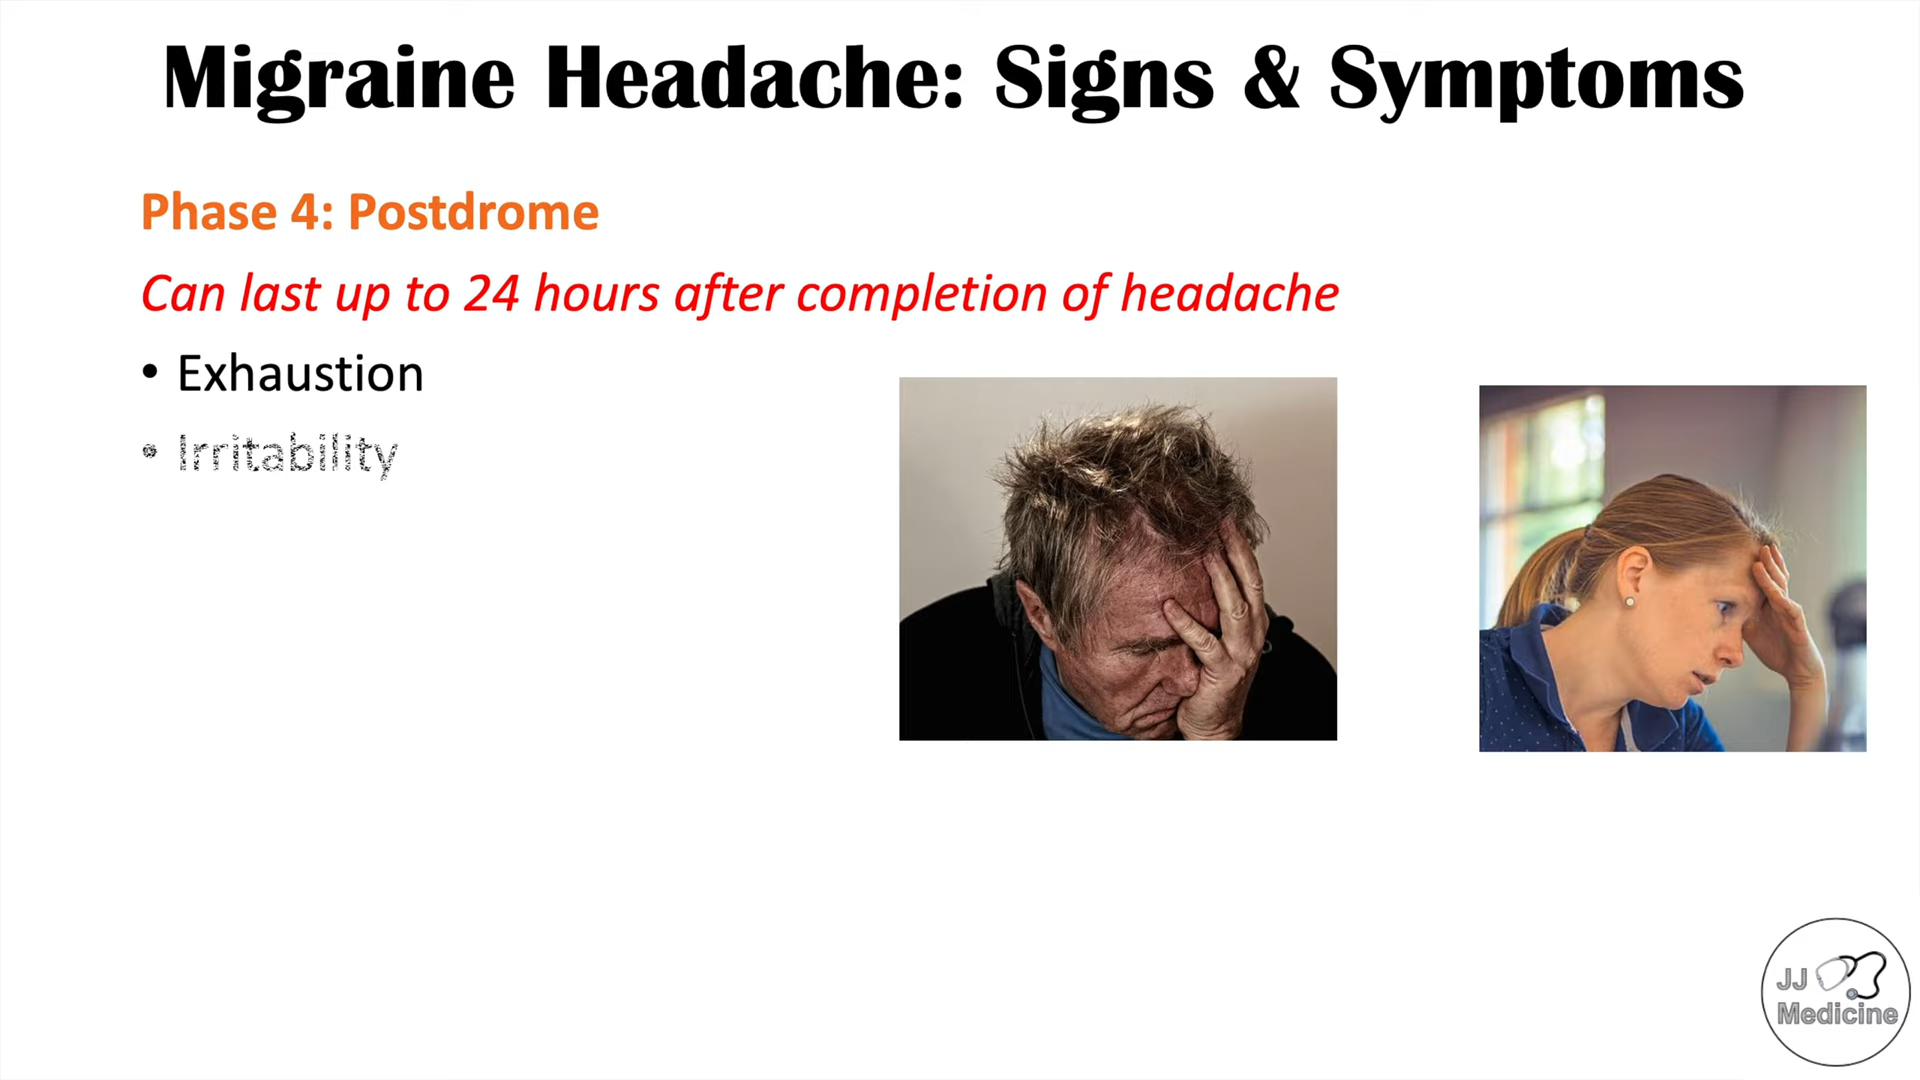 Migraine Headache: Signs & Symptoms
Phase 4: Postdrome
Can last up to 24 hours after completion of headache
• Exhaustion
• Irritability
JJ
Medicine